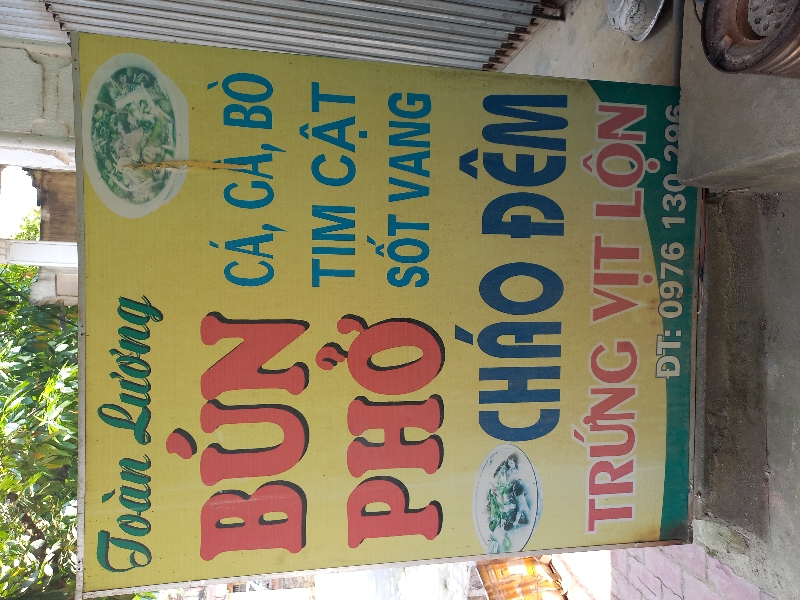 Toàn Lương
BÚN
PHỞ
CÁ, GÀ, BÒ
TIM CẬT
SỐT VANG
CHÁO ĐÊM
TRỨNG VỊT LỘN
ĐT: 0976 130 296